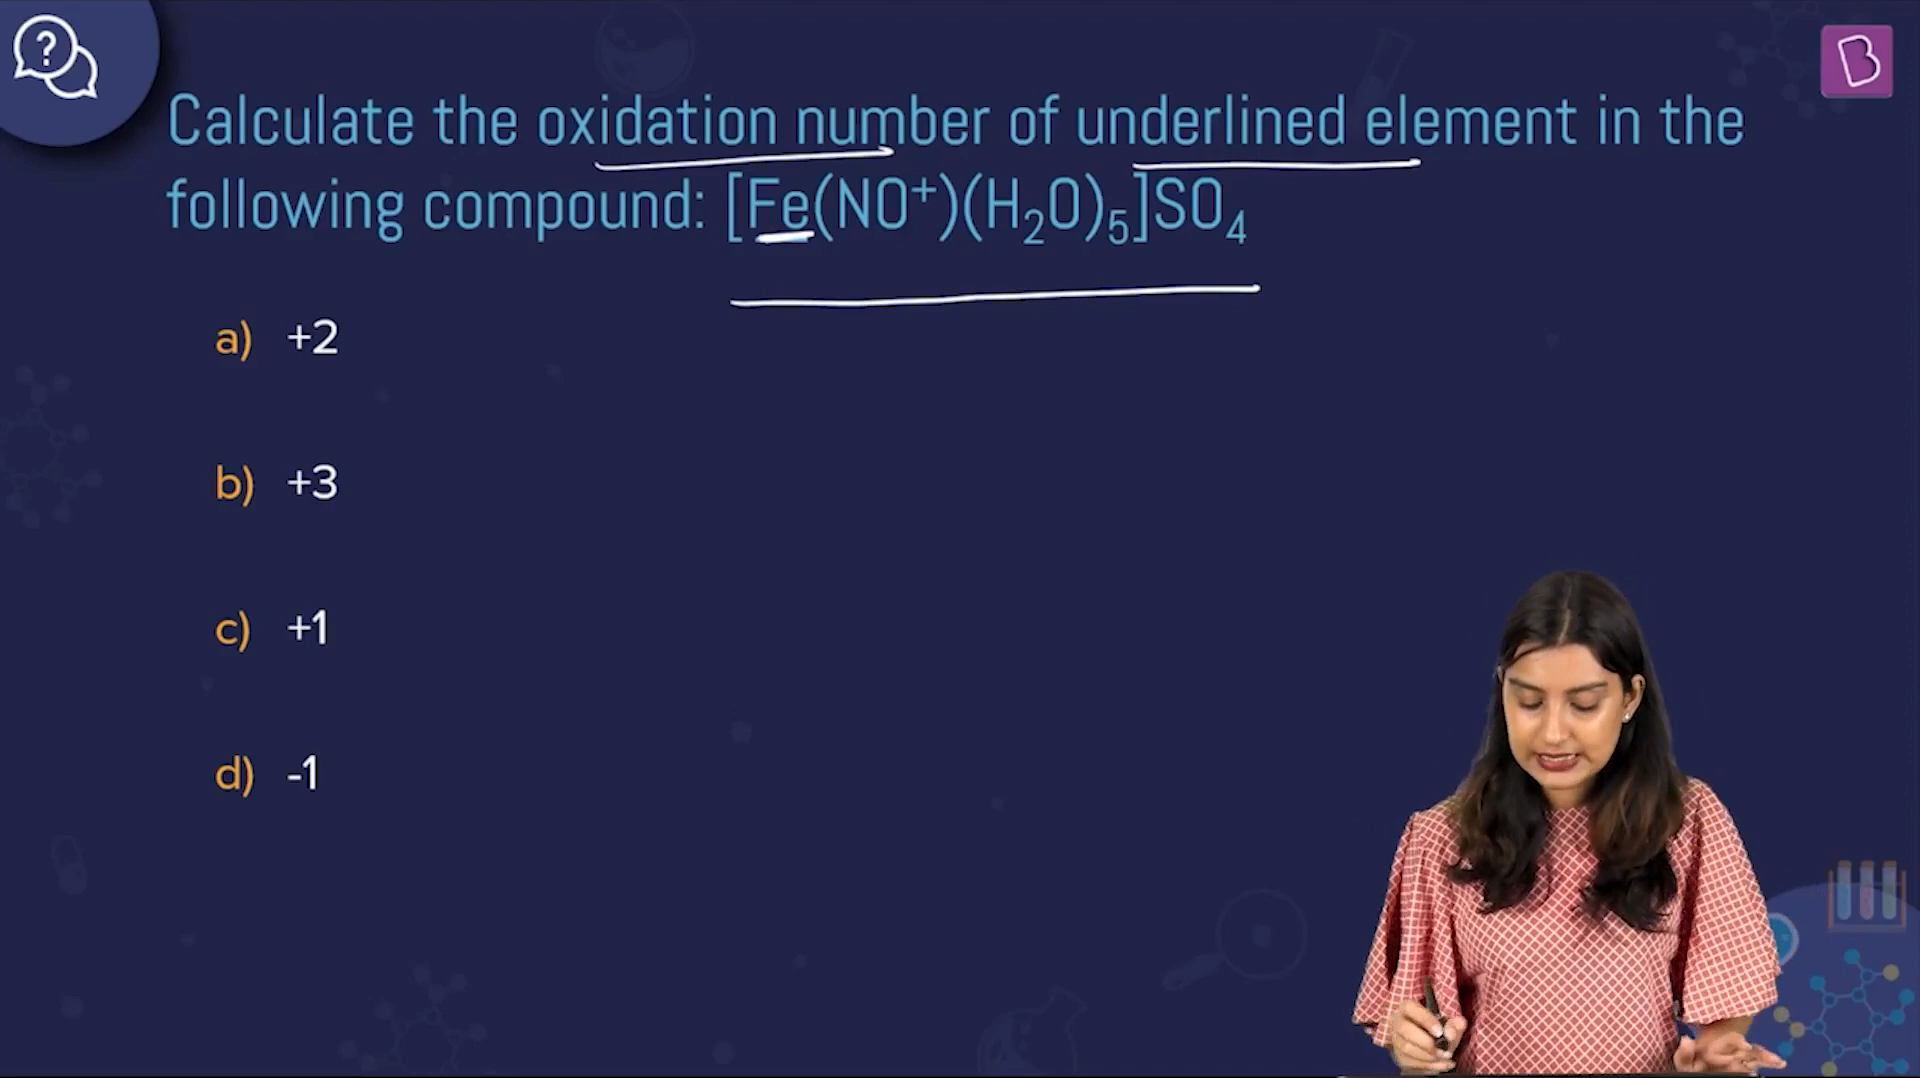 Calculate the oxidation number of underlined element in the
following compound: [Fe(NO⁺)(H₂O)₅]SO₄
a) +2
b) +3
c) +1
d) -1